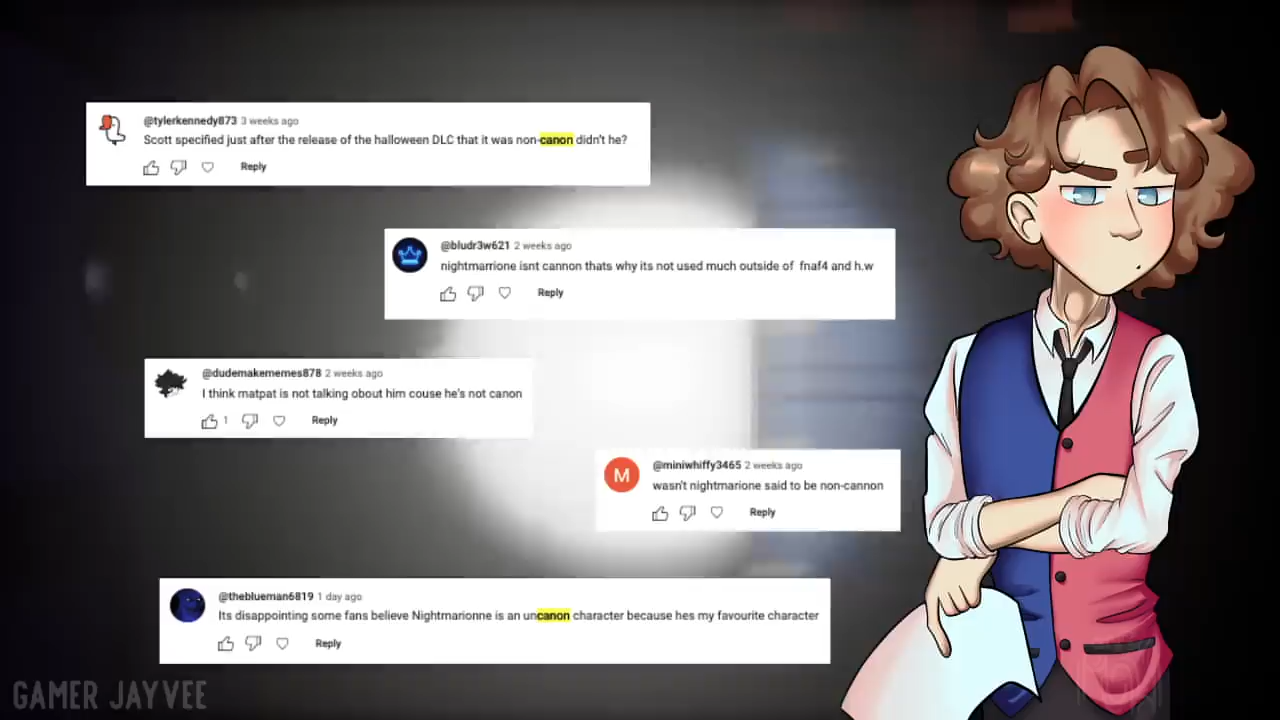 @tylerkennedy873 3 weeks ago
Scott specified just after the release of the halloween DLC that it was non-canon didn't he?
Reply
@bludr3w621 2 weeks ago
nightmarrione isnt cannon thats why its not used much outside of fnaf4 and h.w
Reply
@dudemakememes878 2 weeks ago
I think matpat is not talking obout him couse he's not canon
1
Reply
M
@miniwhiffy3465 2 weeks ago
wasn't nightmarione said to be non-cannon
Reply
@theblueman6819 1 day ago
Its disappointing some fans believe Nightmarionne is an uncanon character because hes my favourite character
Reply
GAMER JAYVEE